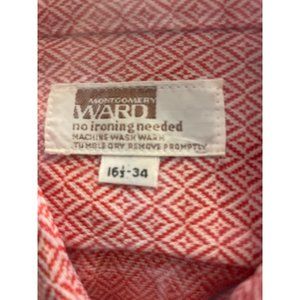 MONTGOMERY
WARD
no ironing needed
MACHINE WASH WARM
TUMBLE DRY REMOVE PROMPTLY
16½-34